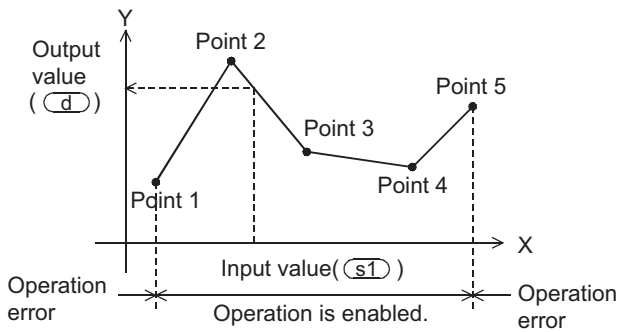 Y
Point 2
Output
value
( d )
Point 5
Point 3
Point 4
Point 1
X
Input value( s1 )
Operation
error
Operation is enabled.
Operation
error